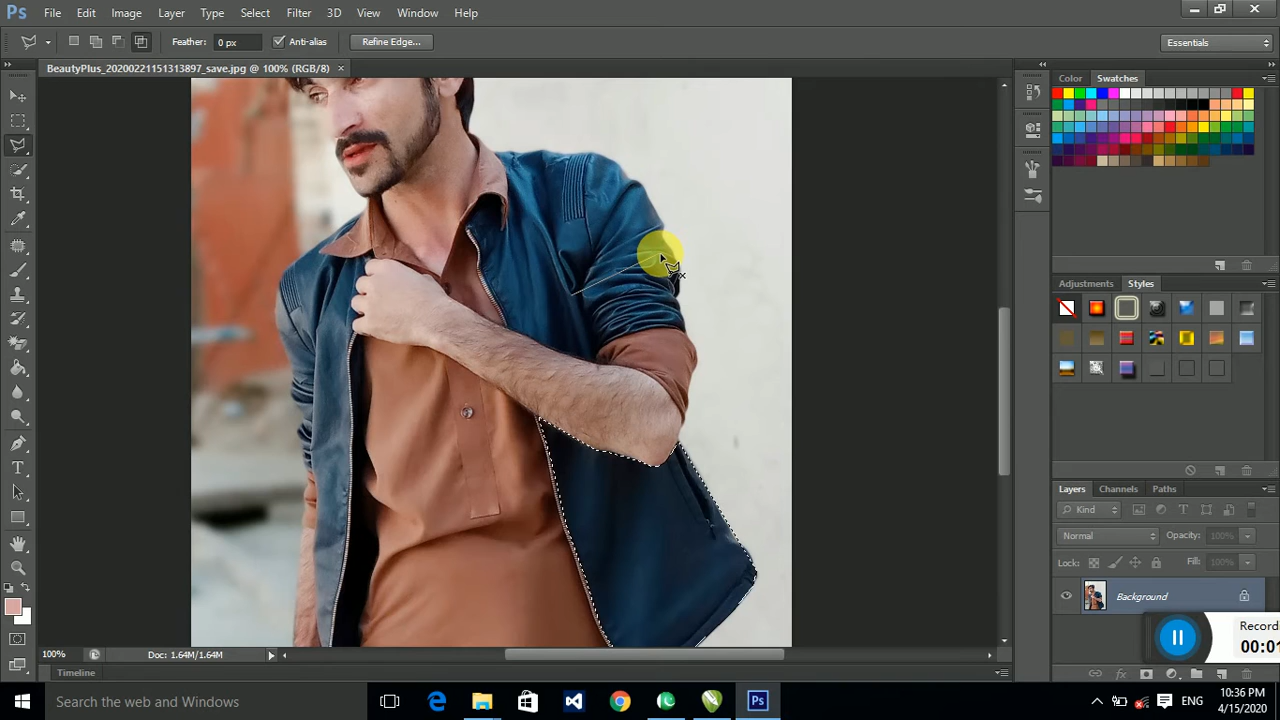 Ps File Edit Image Layer Type Select Filter 3D View Window Help
Feather: 0 px Anti-alias Refine Edge... Essentials
BeautyPlus_20200221151313897_save.jpg @ 100% (RGB/8) ×
Color Swatches
Adjustments Styles
Layers Channels Paths
Kind
Normal Opacity: 100%
Lock: Fill: 100%
Background
Recordi
00:01
100% Doc: 1.64M/1.64M
Timeline
Search the web and Windows
ENG
10:36 PM
4/15/2020